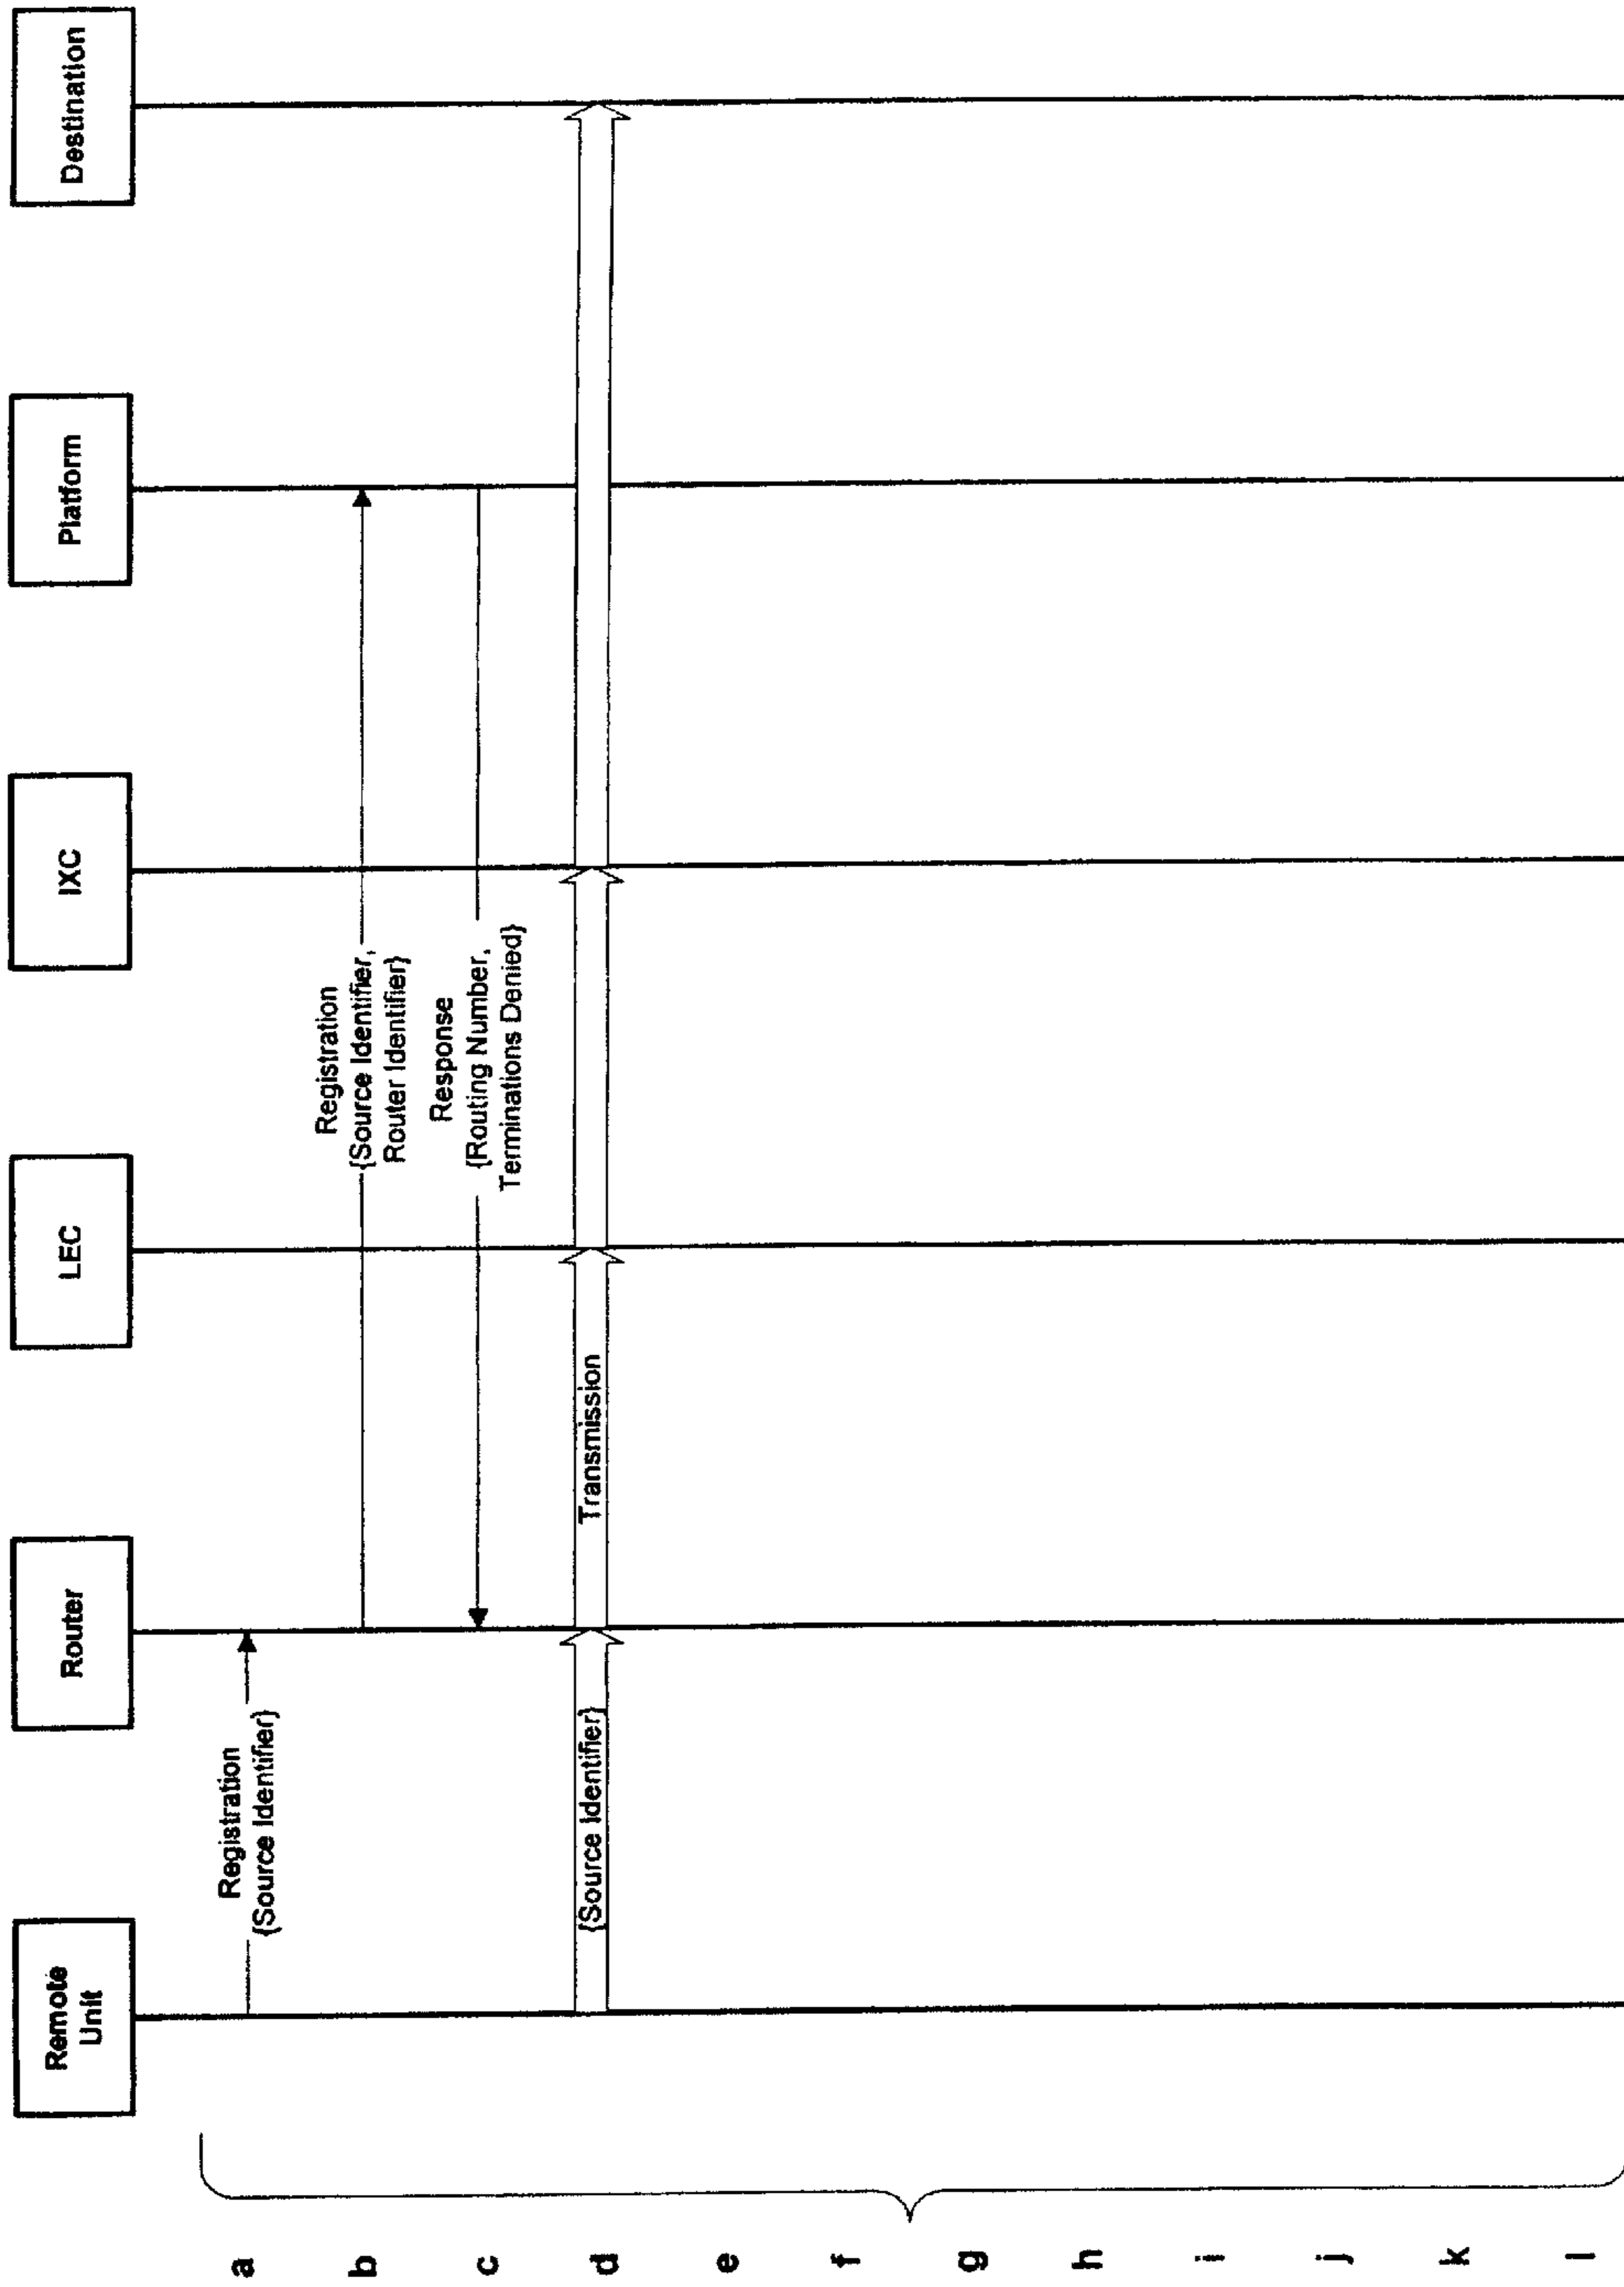 Remote
Unit
Router
LEC
IXC
Platform
Destination
a
Registration
{Source Identifier}
b
Registration
{Source Identifier,
Router Identifier}
c
Response
{Routing Number,
Terminations Denied}
d
{Source Identifier}
Transmission
e
f
g
h
i
j
k
l